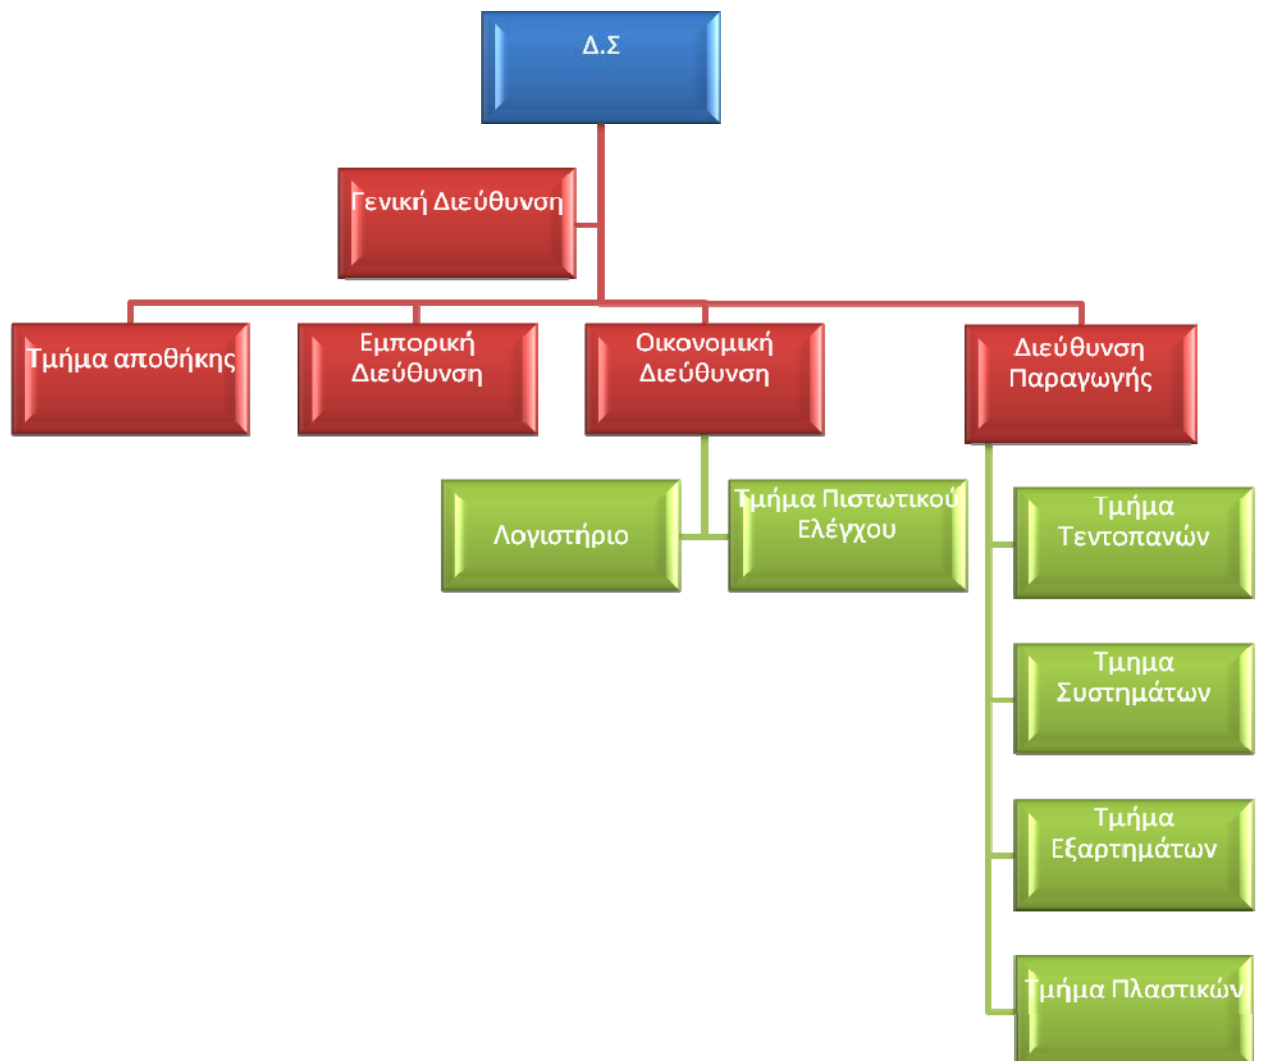 Δ.Σ
Γενική Διεύθυνση
Τμήμα αποθήκης
Εμπορική
Διεύθυνση
Οικονομική
Διεύθυνση
Διεύθυνση
Παραγωγής
Λογιστήριο
Τμήμα Πιστωτικού
Ελέγχου
Τμήμα
Τεντοπανών
Τμημα
Συστημάτων
Τμήμα
Εξαρτημάτων
Τμήμα Πλαστικών